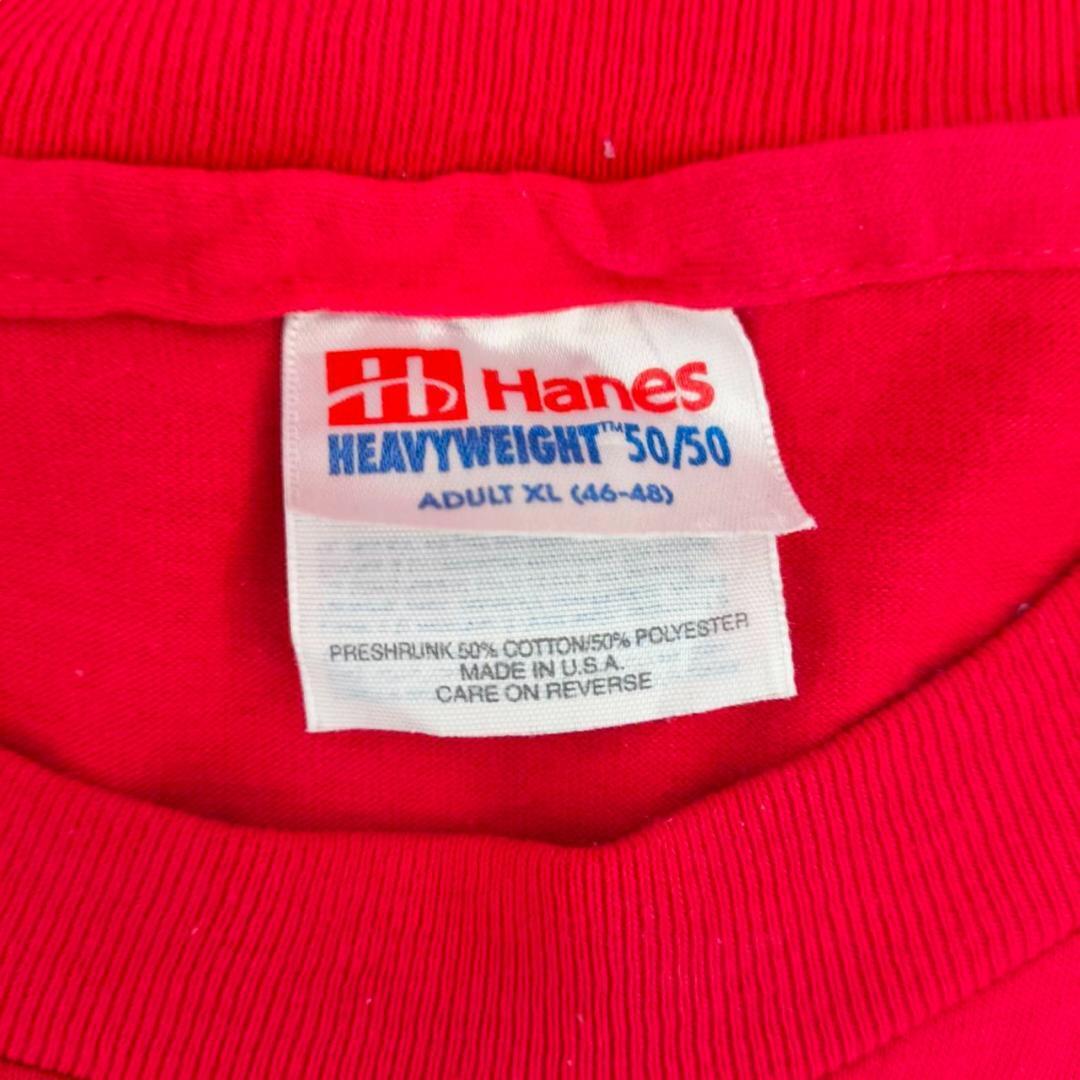 H Hanes
HEAVYWEIGHT™ 50/50
ADULT XL (46-48)
PRESHRUNK 50% COTTON/50% POLYESTER
MADE IN U.S.A.
CARE ON REVERSE